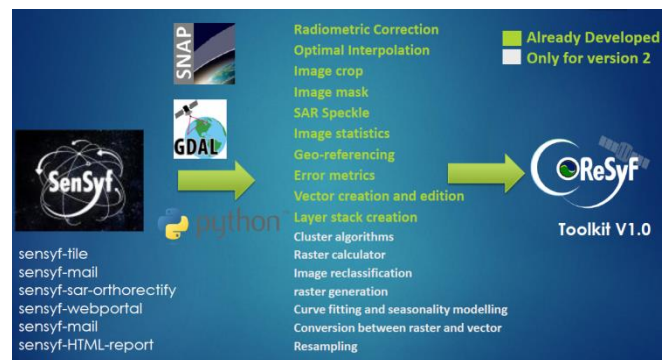 SNAP
GDAL
SenSyf
python
sensyf-tile
sensyf-mail
sensyf-sar-orthorectify
sensyf-webportal
sensyf-mail
sensyf-HTML-report
Radiometric Correction
Optimal Interpolation
Image crop
Image mask
SAR Speckle
Image statistics
Geo-referencing
Error metrics
Vector creation and edition
Layer stack creation
Cluster algorithms
Raster calculator
Image reclassification
raster generation
Curve fitting and seasonality modelling
Conversion between raster and vector
Resampling
Already Developed
Only for version 2
CoReSyF
Toolkit V1.0